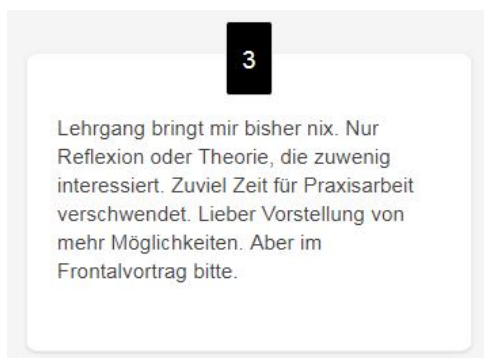 3
Lehrgang bringt mir bisher nix. Nur
Reflexion oder Theorie, die zuwenig
interessiert. Zuviel Zeit für Praxisarbeit
verschwendet. Lieber Vorstellung von
mehr Möglichkeiten. Aber im
Frontalvortrag bitte.